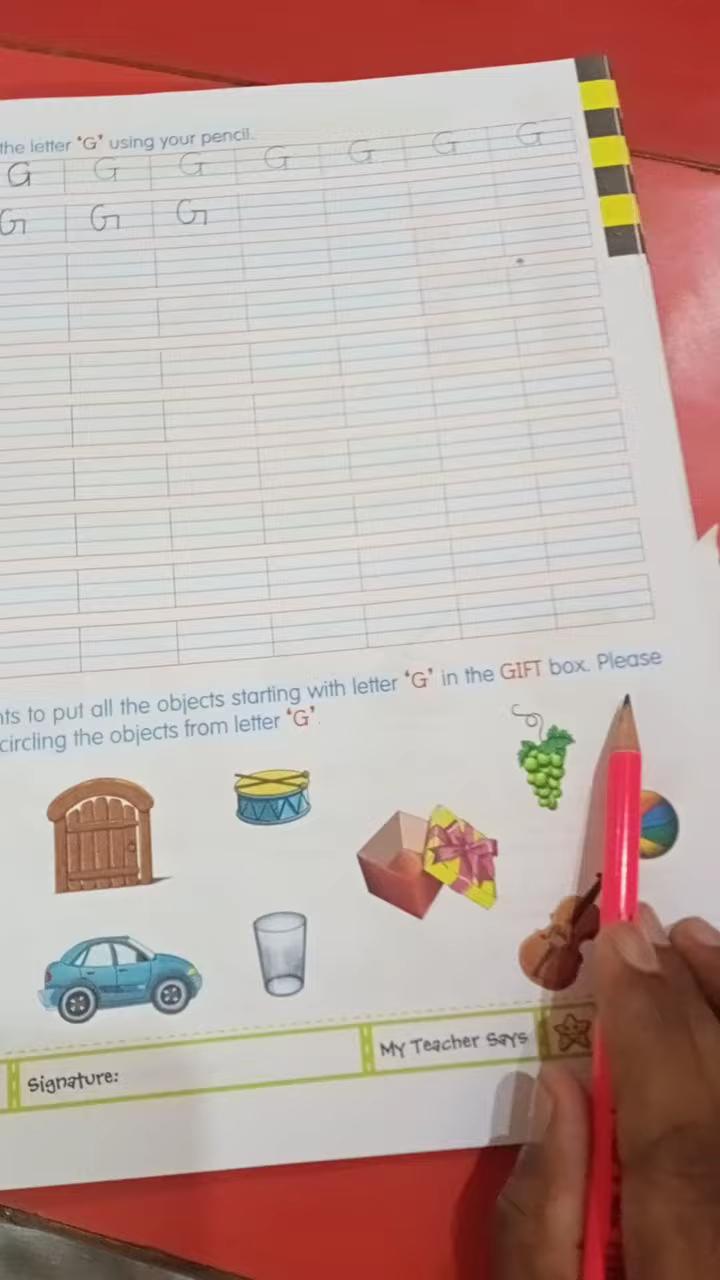 the letter 'G' using your pencil.
G G G G G G G
G G G
nts to put all the objects starting with letter 'G' in the GIFT box. Please
circling the objects from letter 'G'.
Signature:
My Teacher Says